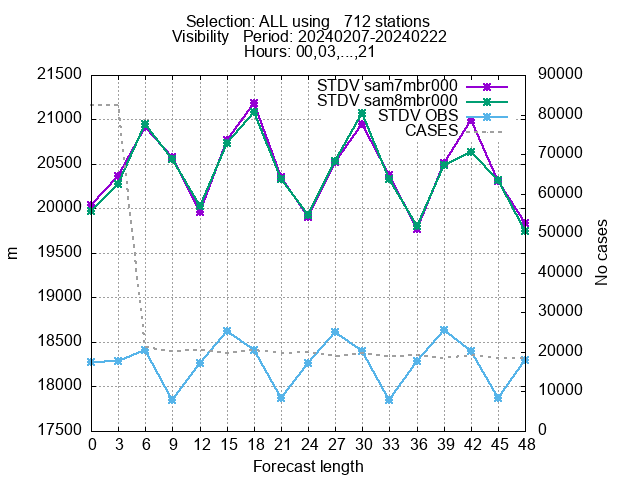 Selection: ALL using   712 stations
Visibility   Period: 20240207-20240222
Hours: 00,03,...,21
STDV sam7mbr000
STDV sam8mbr000
STDV OBS
CASES
21500
21000
20500
20000
19500
19000
18500
18000
17500
m
90000
80000
70000
60000
50000
40000
30000
20000
10000
0
No cases
0 3 6 9 12 15 18 21 24 27 30 33 36 39 42 45 48
Forecast length